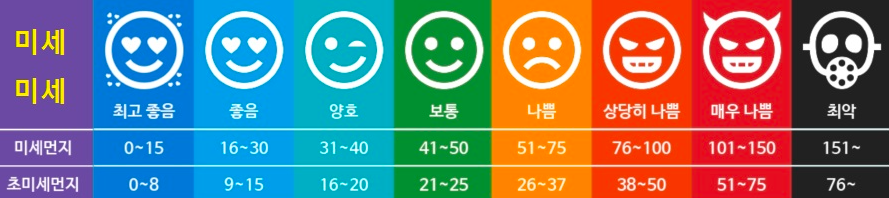 미세
미세
최고 좋음 좋음 양호 보통 나쁨 상당히 나쁨 매우 나쁨 최악
미세먼지 0~15 16~30 31~40 41~50 51~75 76~100 101~150 151~
초미세먼지 0~8 9~15 16~20 21~25 26~37 38~50 51~75 76~